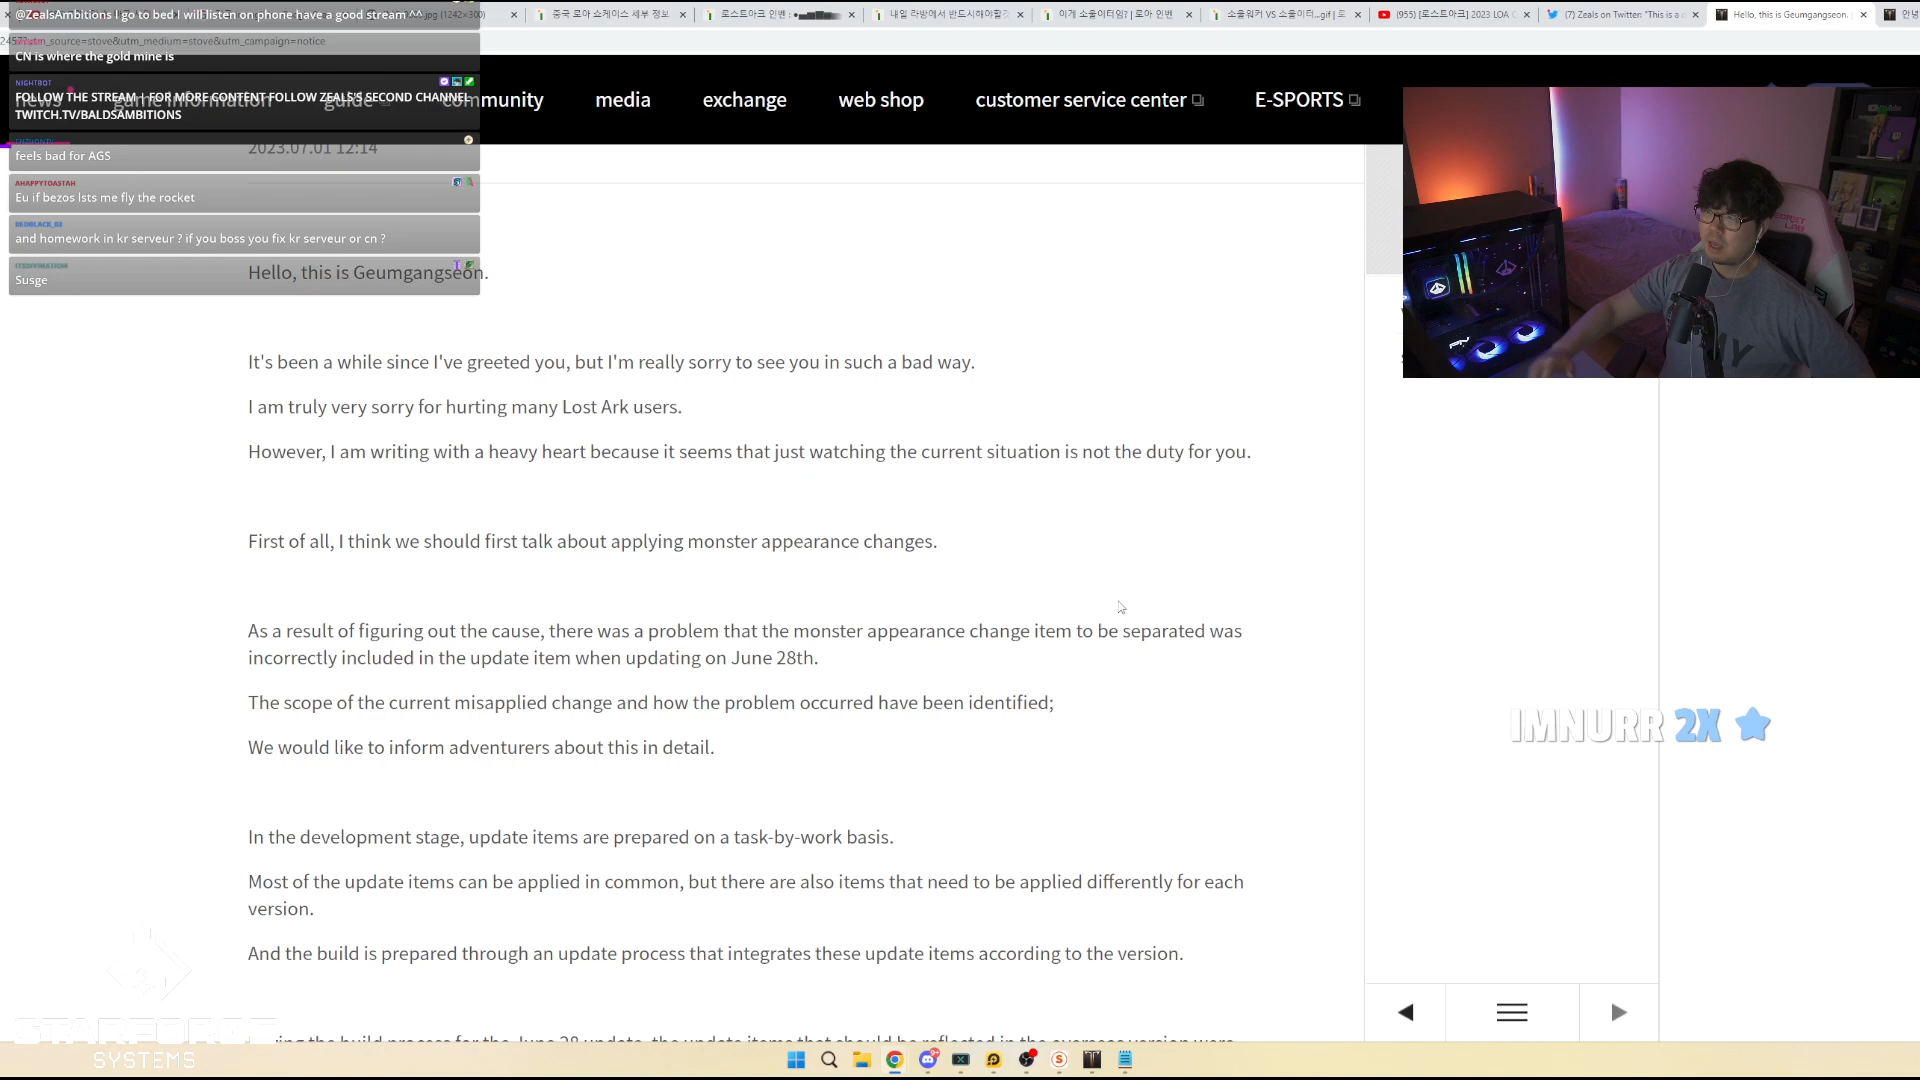 @ZealsAmbitions I go to bed I will listen on phone have a good stream ^^
.jpg (1242×300)
중국 로아 쇼케이스 세부 정보
로스트아크 인벤 :
내일 라방에서 반드시해야할것
이게 소울이터임? | 로아 인벤
소울워커 VS 소울이터...gif | 로
(955) [로스트아크] 2023 LOA
(7) Zeals on Twitter: "This is a
Hello, this is Geumgangseon.
안녕
2457?utm_source=stove&utm_medium=stove&utm_campaign=notice
CN is where the gold mine is
NIGHTBOT
FOLLOW THE STREAM | FOR MORE CONTENT FOLLOW ZEALS'S SECOND CHANNEL
TWITCH.TV/BALDSAMBITIONS
news
game information
guide
community
media
exchange
web shop
customer service center
E-SPORTS
2023.07.01 12:14
feels bad for AGS
AHAPPYTOASTAH
Eu if bezos lsts me fly the rocket
REDBLACK_69
and homework in kr serveur ? if you boss you fix kr serveur or cn ?
Susge
Hello, this is Geumgangseon.
It's been a while since I've greeted you, but I'm really sorry to see you in such a bad way.
I am truly very sorry for hurting many Lost Ark users.
However, I am writing with a heavy heart because it seems that just watching the current situation is not the duty for you.
First of all, I think we should first talk about applying monster appearance changes.
As a result of figuring out the cause, there was a problem that the monster appearance change item to be separated was
incorrectly included in the update item when updating on June 28th.
The scope of the current misapplied change and how the problem occurred have been identified;
We would like to inform adventurers about this in detail.
IMNURR 2X
In the development stage, update items are prepared on a task-by-work basis.
Most of the update items can be applied in common, but there are also items that need to be applied differently for each
version.
And the build is prepared through an update process that integrates these update items according to the version.
STARFORGE
SYSTEMS
ring the build process for the June 28 update, the update items that should be reflected in the overseas version were